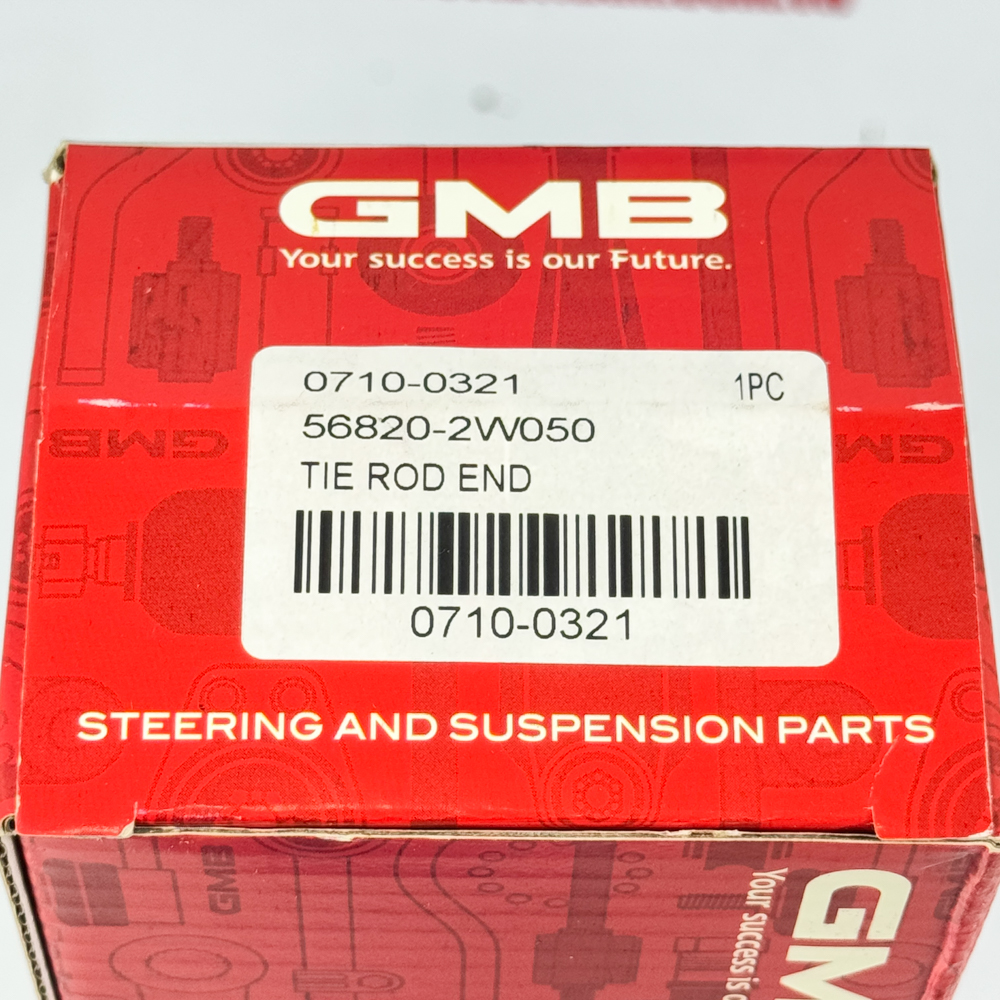 GMB
Your success is our Future.
0710-0321 1PC
56820-2W050
TIE ROD END
0710-0321
STEERING AND SUSPENSION PARTS
GMB
GMB
GMB
GM
Your success is